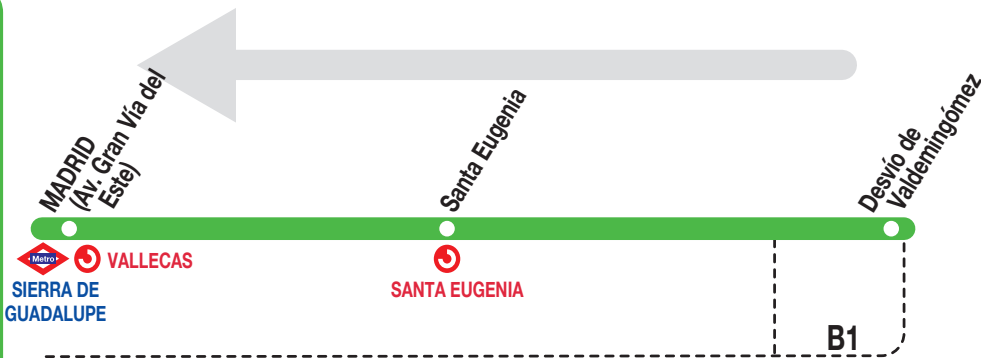 MADRID
(Av. Gran Vía del
Este)
Santa Eugenia
Desvío de
Valdemingómez
Metro
VALLECAS
SIERRA DE
GUADALUPE
SANTA EUGENIA
B1